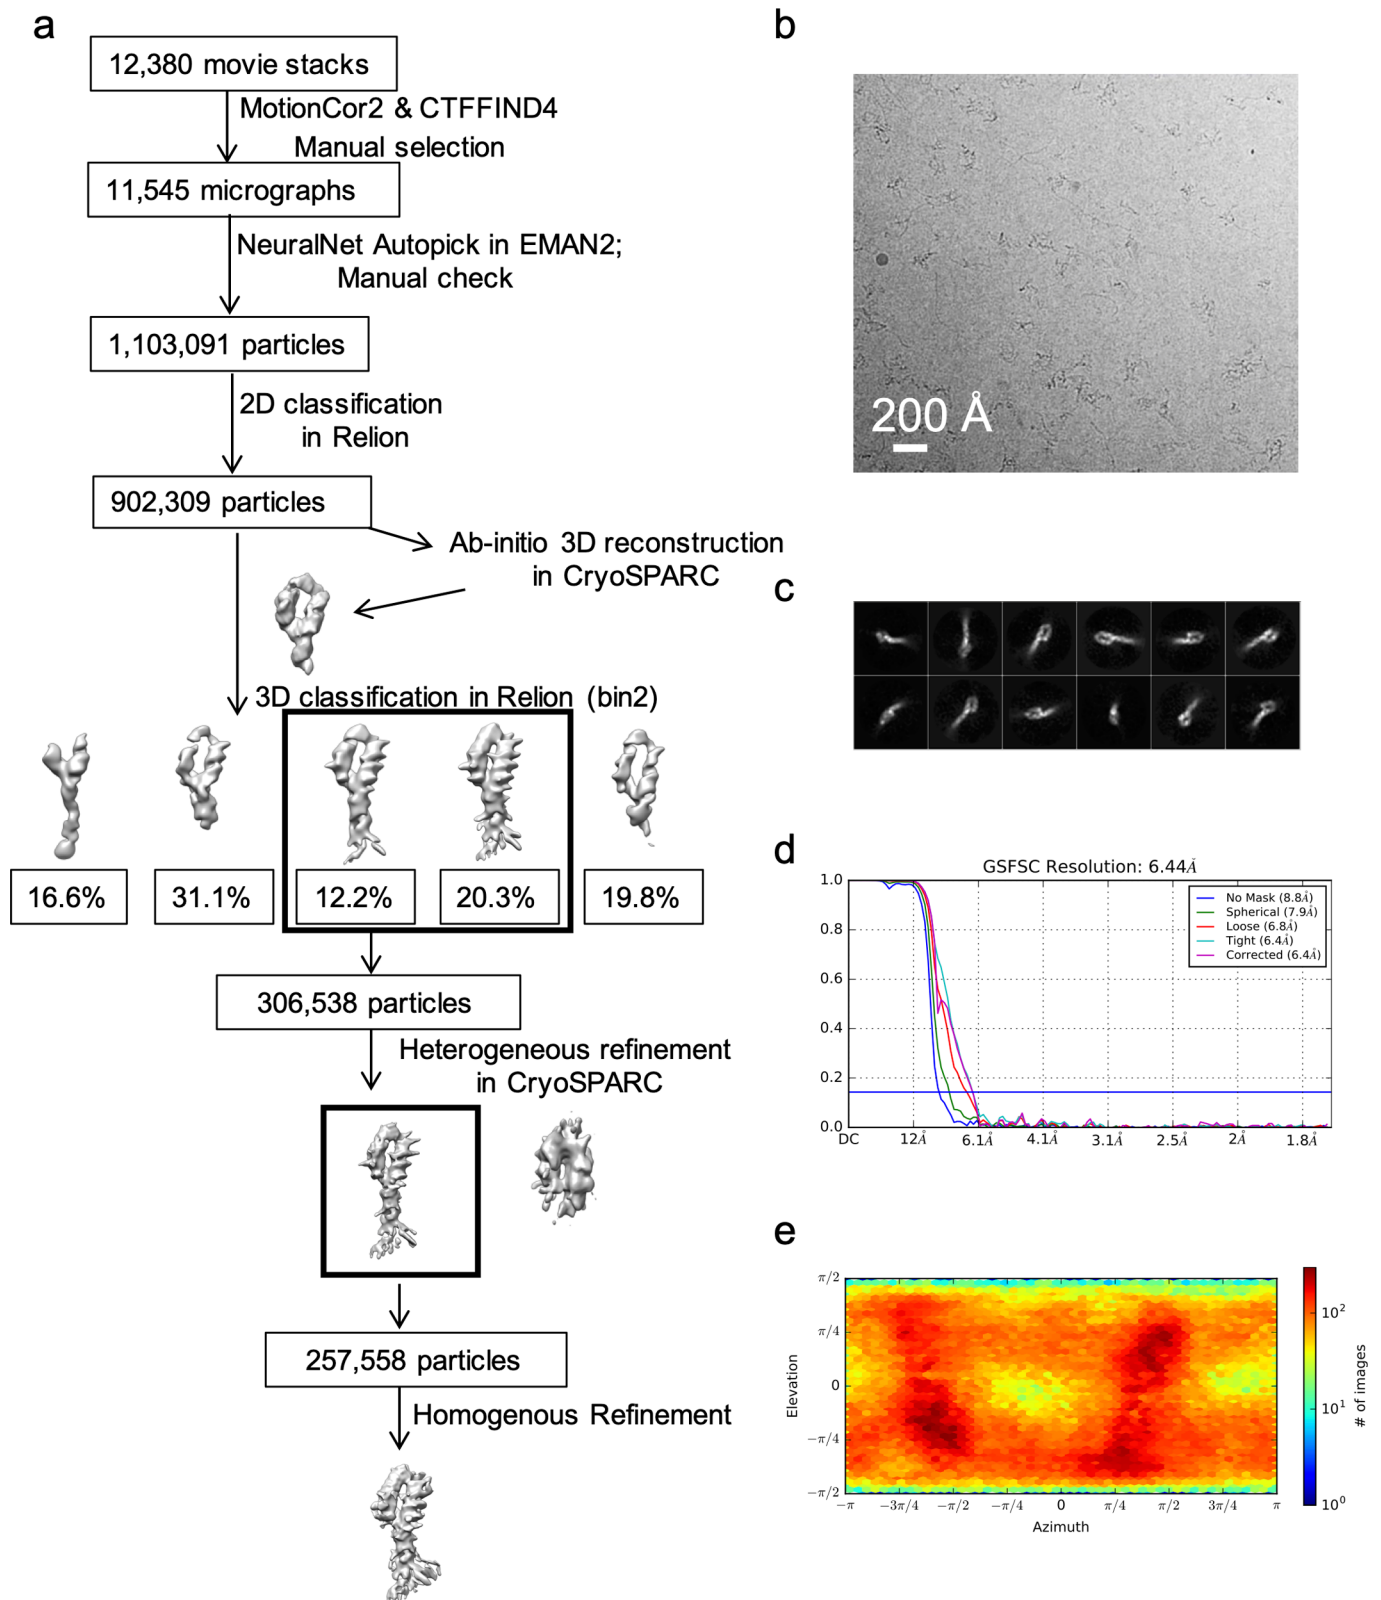 a
12,380 movie stacks
MotionCor2 & CTFFIND4
Manual selection
11,545 micrographs
NeuralNet Autopick in EMAN2;
Manual check
1,103,091 particles
2D classification
in Relion
902,309 particles
Ab-initio 3D reconstruction
in CryoSPARC
3D classification in Relion (bin2)
16.6%
31.1%
12.2%
20.3%
19.8%
306,538 particles
Heterogeneous refinement
in CryoSPARC
257,558 particles
Homogenous Refinement
b
200 Å
c
d
GSFSC Resolution: 6.44Å
1.0
0.8
0.6
0.4
0.2
0.0
No Mask (8.8Å)
Spherical (7.9Å)
Loose (6.8Å)
Tight (6.4Å)
Corrected (6.4Å)
DC 12Å 6.1Å 4.1Å 3.1Å 2.5Å 2Å 1.8Å
e
π/2
π/4
0
−π/4
−π/2
Elevation
−π −3π/4 −π/2 −π/4 0 π/4 π/2 3π/4 π
Azimuth
10²
10¹
10⁰
# of images